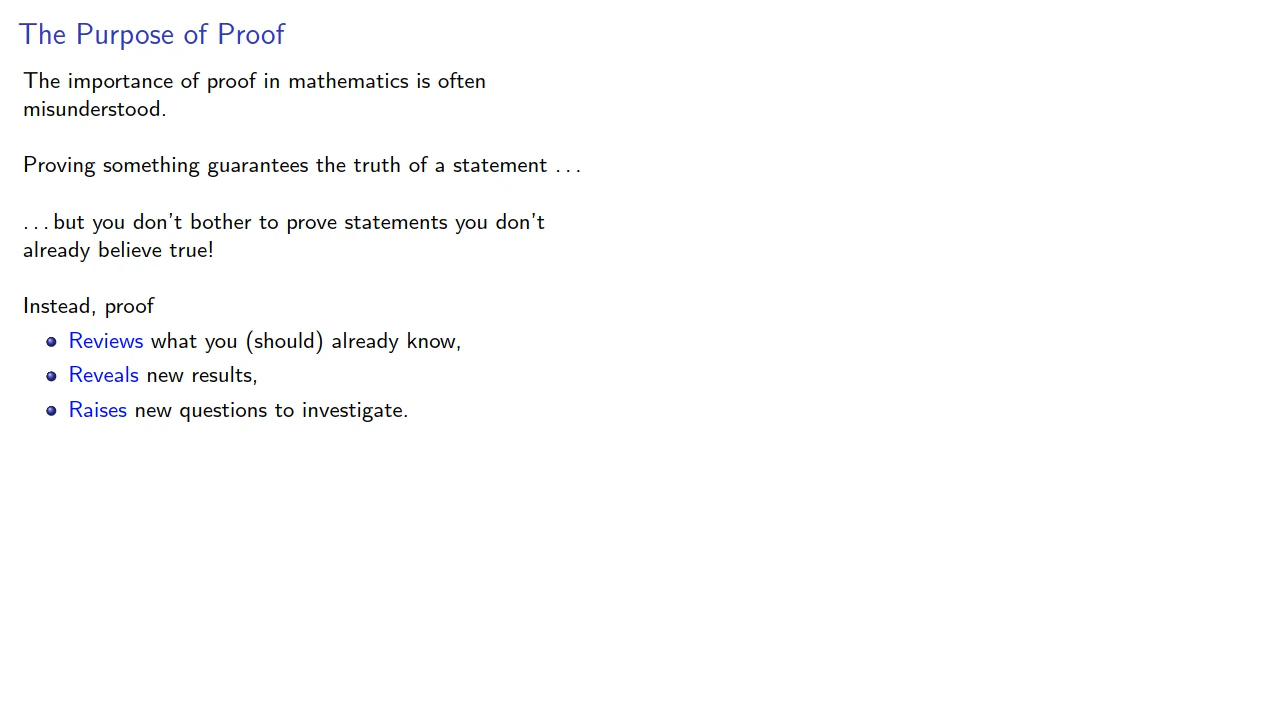 The Purpose of Proof
The importance of proof in mathematics is often
misunderstood.
Proving something guarantees the truth of a statement . . .
. . . but you don't bother to prove statements you don't
already believe true!
Instead, proof
Reviews what you (should) already know,
Reveals new results,
Raises new questions to investigate.